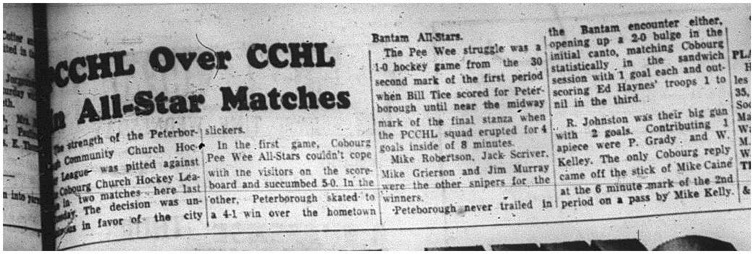 PCCHL Over CCHL
All-Star Matches
The strength of the Peterbor-
Community Church Hoc-
League was pitted against
Cobourg Church Hockey Lea-
in two matches here last
The decision was un-
in favor of the city
slickers.
In the first game, Cobourg
Pee Wee All-Stars couldn't cope
with the visitors on the score-
board and succumbed 5-0. In the
other, Peterborough skated to
a 4-1 win over the hometown
Bantam All-Stars.
The Pee Wee struggle was a
1-0 hockey game from the 30
second mark of the first period
when Bill Tice scored for Peter-
borough until near the midway
mark of the final stanza when
the PCCHL squad erupted for 4
goals inside of 8 minutes.
Mike Robertson, Jack Scriver,
Mike Grierson and Jim Murray
were the other snipers for the
winners.
Peteborough never trailed in
the Bantam encounter either,
opening up a 2-0 bulge in the
initial canto, matching Cobourg
statistically in the sandwich
session with 1 goal each and out-
scoring Ed Haynes' troops 1 to
nil in the third.
R. Johnston was their big gun
with 2 goals. Contributing 1
apiece were P. Grady and W.
Kelley. The only Cobourg reply
came off the stick of Mike Caine
at the 6 minute mark of the 2nd
period on a pass by Mike Kelly.